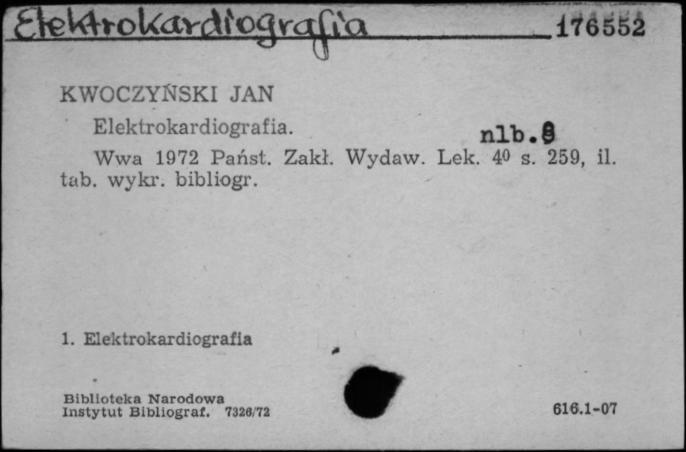 Elektrokardiografia 176552
KWOCZYŃSKI JAN
Elektrokardiografia.
nlb. 8
Wwa 1972 Państ. Zakł. Wydaw. Lek. 4⁰ s. 259, il.
tab. wykr. bibliogr.
1. Elektrokardiografia
Biblioteka Narodowa
Instytut Bibliograf. 7326/72 616.1-07